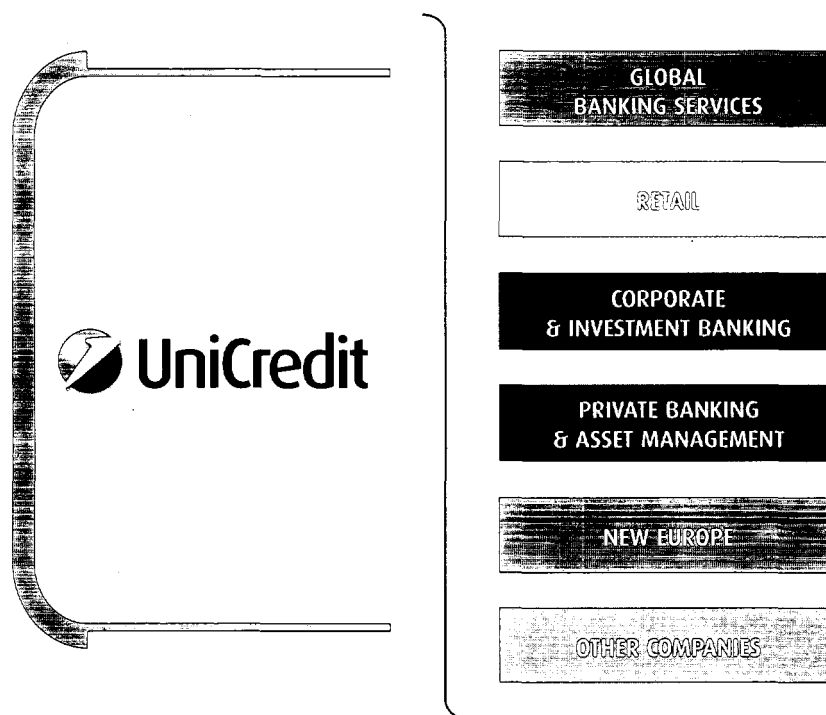 UniCredit
GLOBAL
BANKING SERVICES
RETAIL
CORPORATE
& INVESTMENT BANKING
PRIVATE BANKING
& ASSET MANAGEMENT
NEW EUROPE
OTHER COMPANIES